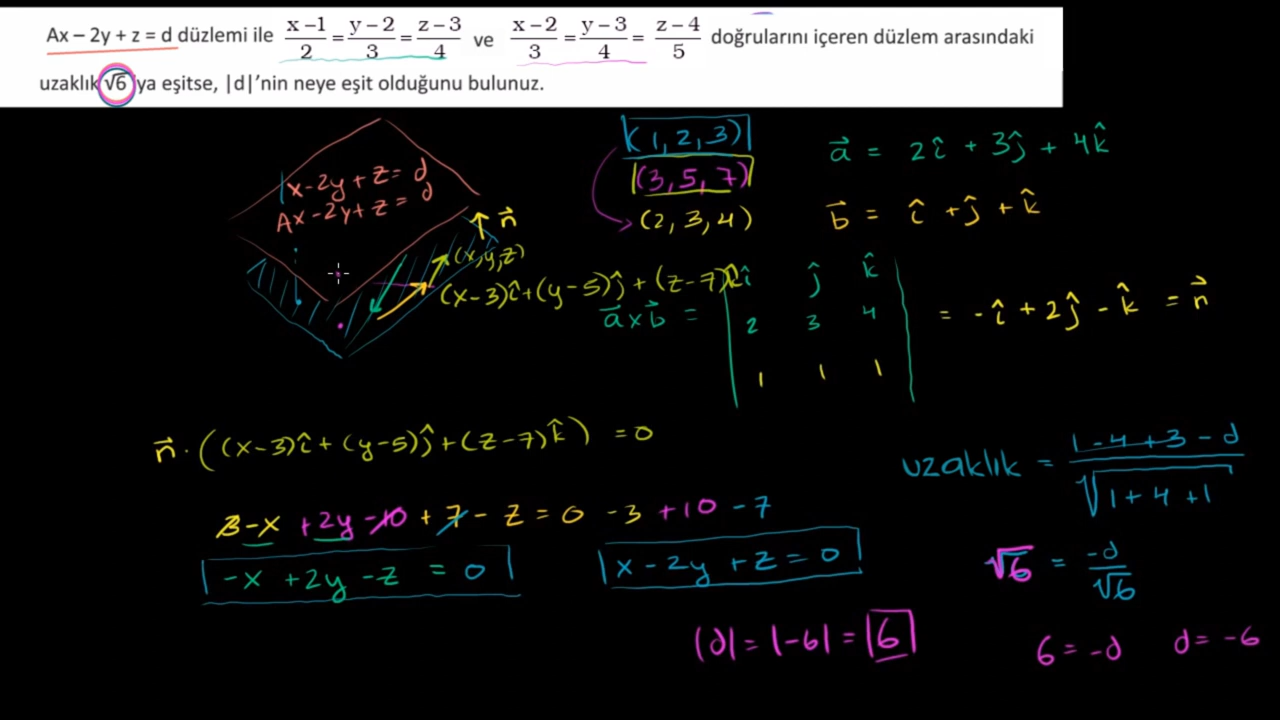 Ax – 2y + z = d düzlemi ile x–1/2 = y–2/3 = z–3/4 ve x–2/3 = y–3/4 = z–4/5 doğrularını içeren düzlem arasındaki
uzaklık √6 'ya eşitse, |d|'nin neye eşit olduğunu bulunuz.
(1, 2, 3)
(3, 5, 7)
(2, 3, 4)
a⃗ = 2î + 3ĵ + 4k̂
b⃗ = î + ĵ + k̂
1x-2y+z=d
Ax-2y+z=d
n⃗
(x,y,z)
(x-3)î+(y-5)ĵ+(z-7)k̂
a⃗ x b⃗ =
î ĵ k̂
2 3 4
1 1 1
= -î + 2ĵ - k̂ = n⃗
n⃗ · ((x-3)î+(y-5)ĵ+(z-7)k̂) = 0
3-x +2y-10 + 7 - z = 0 -3 +10 -7
-x +2y -z = 0
x - 2y + z = 0
uzaklık = 1-4+3-d/√1+4+1
√6 = -d/√6
|d| = |-6| = 6
6 = -d d = -6